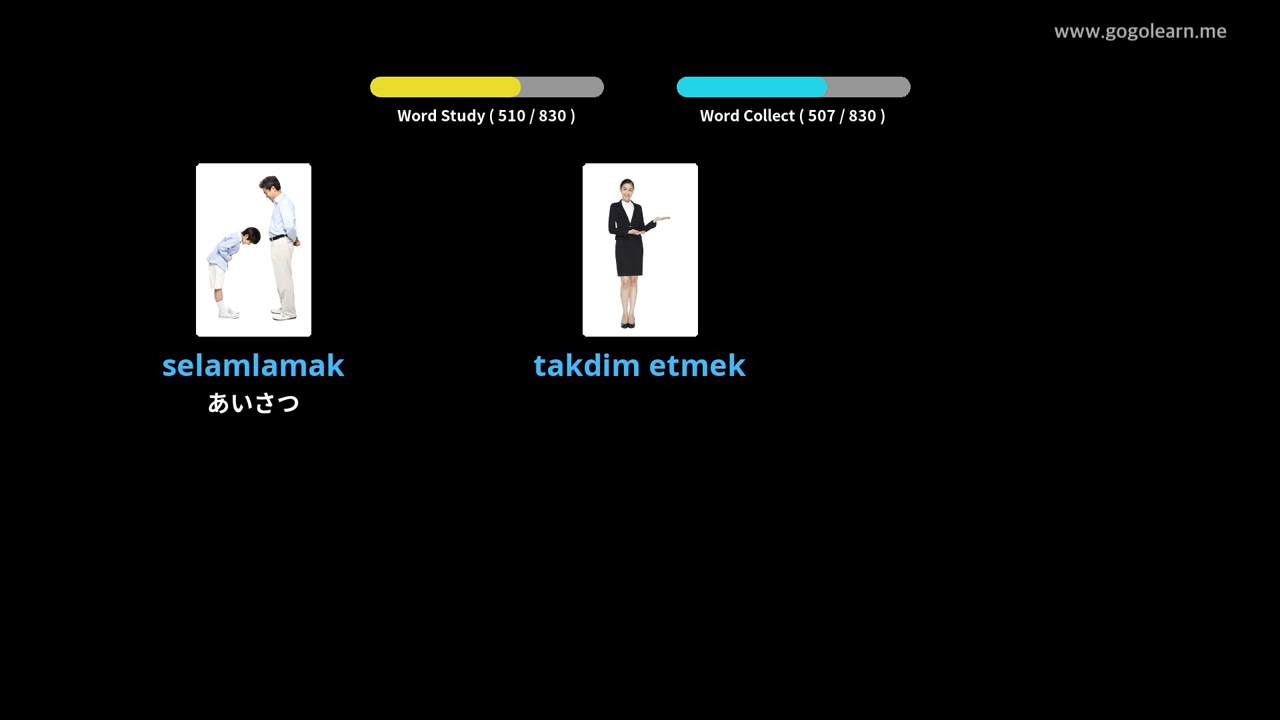 www.gogolearn.me
Word Study ( 510 / 830 )
Word Collect ( 507 / 830 )
selamlamak
あいさつ
takdim etmek